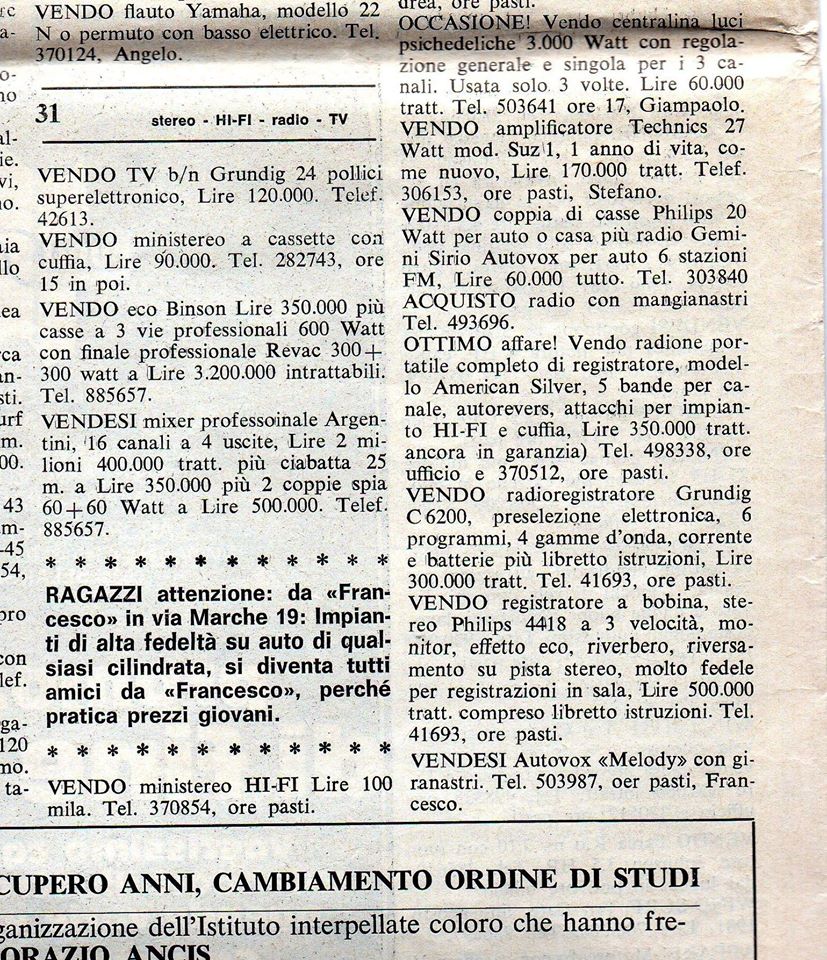 VENDO flauto Yamaha, modello 22
N o permuto con basso elettrico. Tel.
370124, Angelo.
31 stereo - HI-FI - radio - TV
VENDO TV b/n Grundig 24 pollici
superelettronico, Lire 120.000. Telef.
42613.
VENDO ministereo a cassette con
cuffia, Lire 90.000. Tel. 282743, ore
15 in poi.
VENDO eco Binson Lire 350.000 più
casse a 3 vie professionali 600 Watt
con finale professionale Revac 300+
300 watt a Lire 3.200.000 intrattabili.
Tel. 885657.
VENDESI mixer professoinale Argen-
tini, 16 canali a 4 uscite, Lire 2 mi-
lioni 400.000 tratt. più ciabatta 25
m. a Lire 350.000 più 2 coppie spia
60+60 Watt a Lire 500.000. Telef.
885657.
* * * * * * * * * * * *
RAGAZZI attenzione: da «Fran-
cesco» in via Marche 19: Impian-
ti di alta fedeltà su auto di qual-
siasi cilindrata, si diventa tutti
amici da «Francesco», perché
pratica prezzi giovani.
* * * * * * * * * * * *
VENDO ministereo HI-FI Lire 100
mila. Tel. 370854, ore pasti.
drea, ore pasti.
OCCASIONE! Vendo centralina luci
psichedeliche 3.000 Watt con regola-
zione generale e singola per i 3 ca-
nali. Usata solo 3 volte. Lire 60.000
tratt. Tel. 503641 ore 17, Giampaolo.
VENDO amplificatore Technics 27
Watt mod. Suz 1, 1 anno di vita, co-
me nuovo, Lire 170.000 tratt. Telef.
306153, ore pasti, Stefano.
VENDO coppia di casse Philips 20
Watt per auto o casa più radio Gemi-
ni Sirio Autovox per auto 6 stazioni
FM, Lire 60.000 tutto. Tel. 303840
ACQUISTO radio con mangianastri
Tel. 493696.
OTTIMO affare! Vendo radione por-
tatile completo di registratore, model-
lo American Silver, 5 bande per ca-
nale, autorevers, attacchi per impian-
to HI-FI e cuffia, Lire 350.000 tratt.
ancora in garanzia) Tel. 498338, ore
ufficio e 370512, ore pasti.
VENDO radioregistratore Grundig
C 6200, preselezione elettronica, 6
programmi, 4 gamme d'onda, corrente
e batterie più libretto istruzioni, Lire
300.000 tratt. Tel. 41693, ore pasti.
VENDO registratore a bobina, ste-
reo Philips 4418 a 3 velocità, mo-
nitor, effetto eco, riverbero, riversa-
mento su pista stereo, molto fedele
per registrazioni in sala, Lire 500.000
tratt. compreso libretto istruzioni. Tel.
41693, ore pasti.
VENDESI Autovox «Melody» con gi-
ranastri. Tel. 503987, oer pasti, Fran-
cesco.
CUPERO ANNI, CAMBIAMENTO ORDINE DI STUDI
ganizzazione dell'Istituto interpellate coloro che hanno fre-
ORAZIO ANCIS